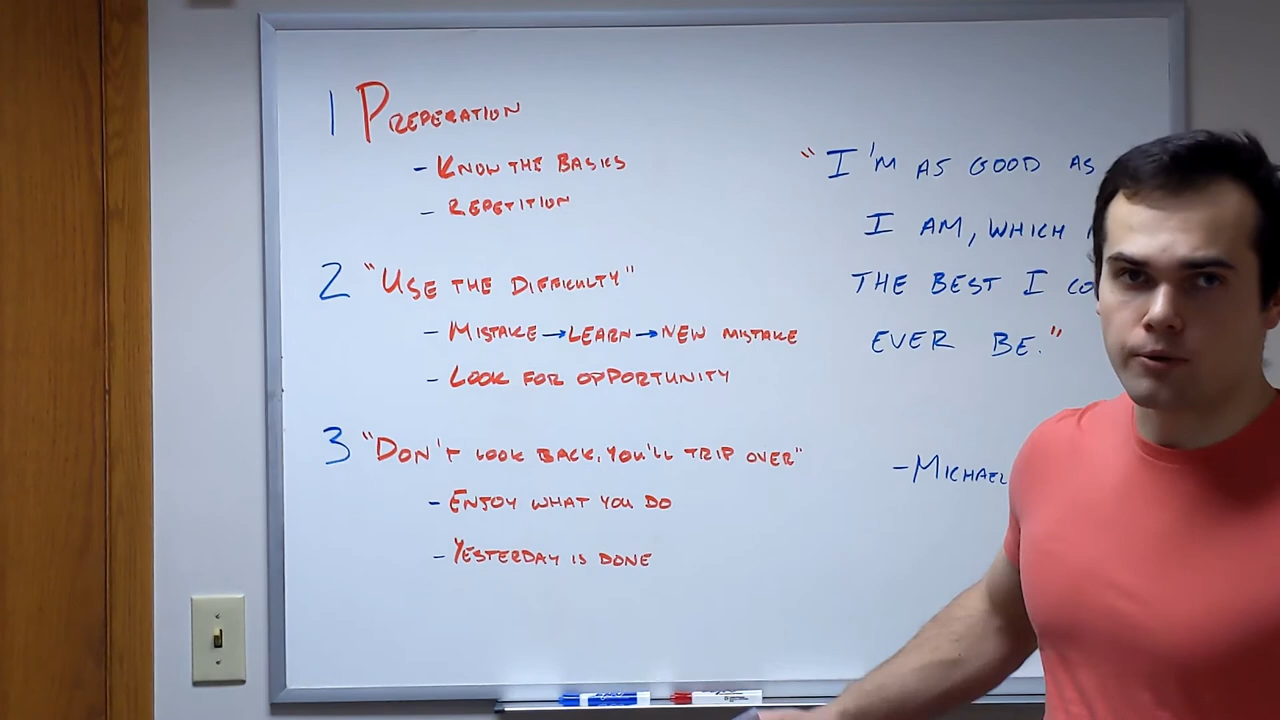 1 PREPERATION
- KNOW THE BASICS
- REPETITION
2 "USE THE DIFFICULTY"
- MISTAKE→LEARN→NEW MISTAKE
- LOOK FOR OPPORTUNITY
3 "DON'T LOOK BACK, YOU'LL TRIP OVER"
- ENJOY WHAT YOU DO
- YESTERDAY IS DONE
"I'M AS GOOD AS
I AM, WHICH
THE BEST I
EVER BE."
-MICHAEL